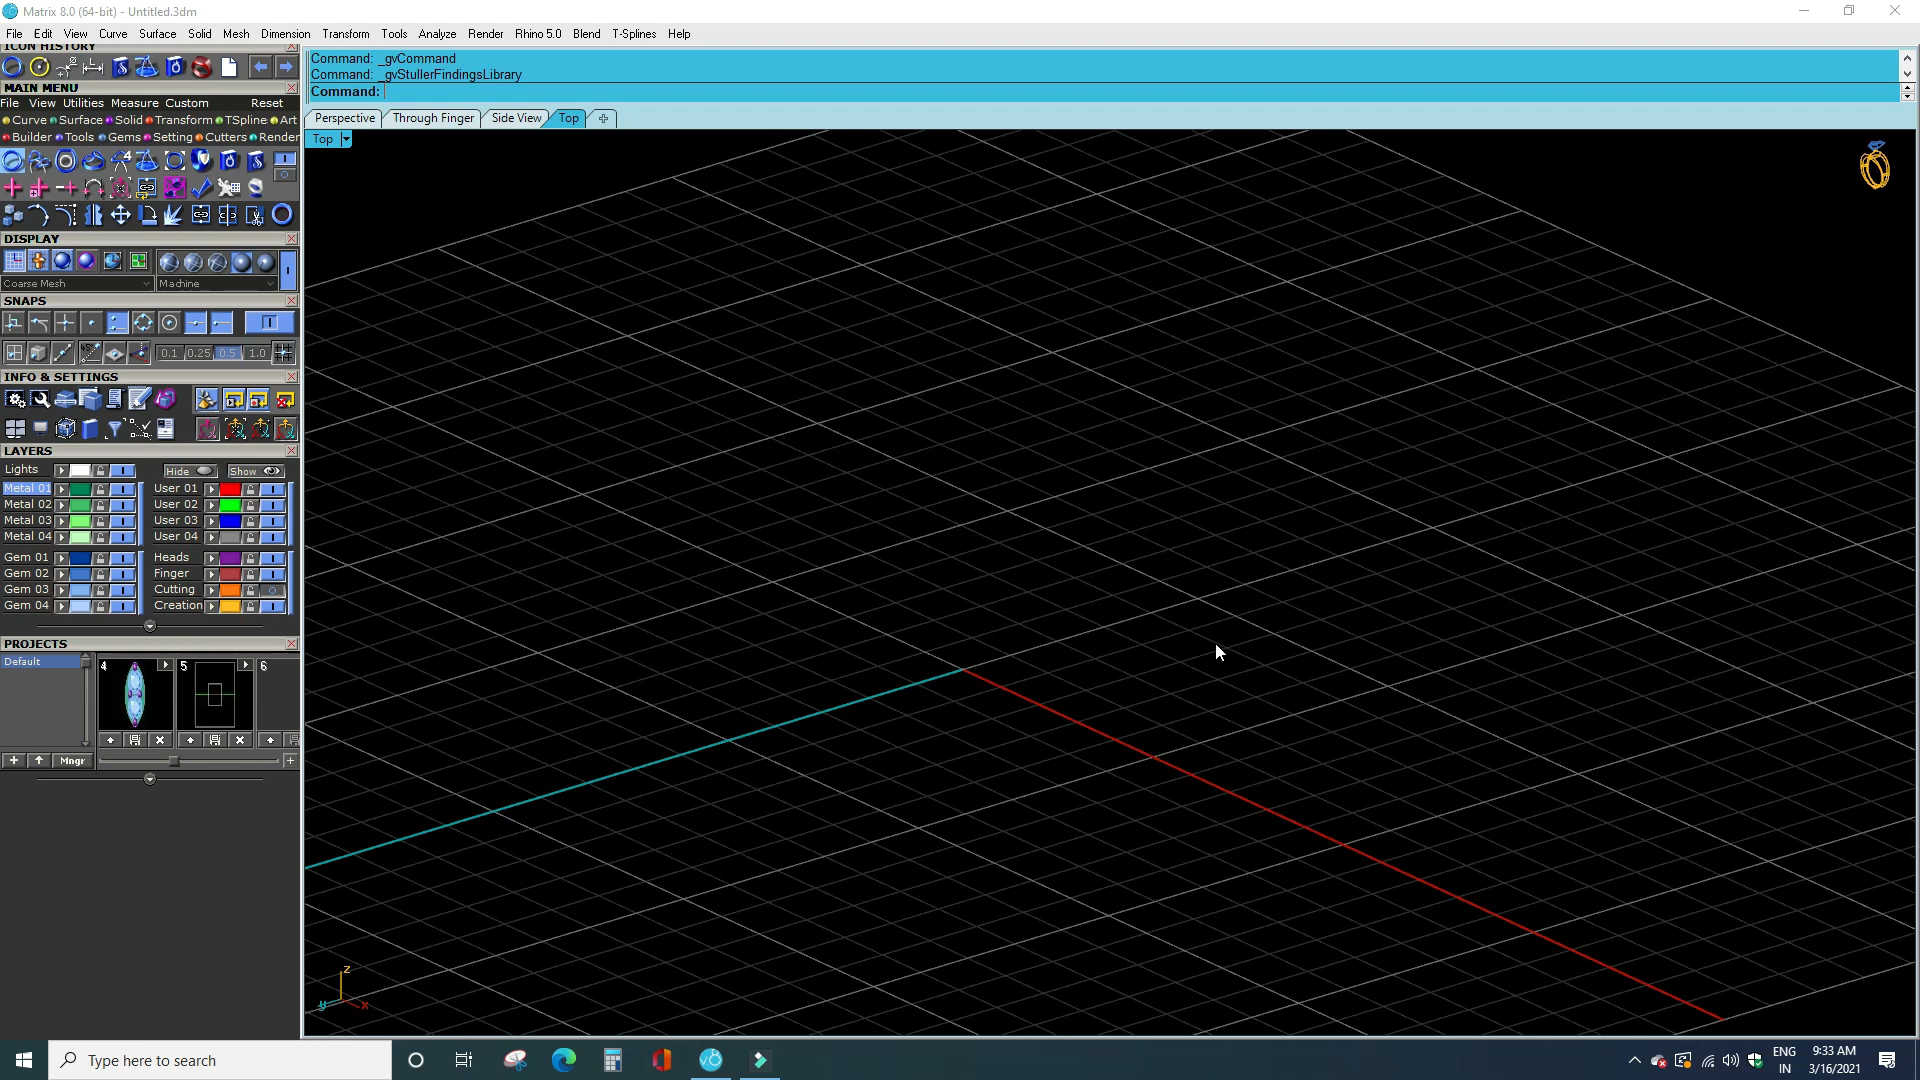 Matrix 8.0 (64-bit) - Untitled.3dm
File Edit View Curve Surface Solid Mesh Dimension Transform Tools Analyze Render Rhino 5.0 Blend T-Splines Help
ICON HISTORY
MAIN MENU
File View Utilities Measure Custom Reset
Curve Surface Solid Transform TSpline Art
Builder Tools Gems Setting Cutters Render
DISPLAY
Coarse Mesh Machine
SNAPS
0.1 0.25 0.5 1.0
INFO & SETTINGS
LAYERS
Lights Hide Show
Metal 01 User 01
Metal 02 User 02
Metal 03 User 03
Metal 04 User 04
Gem 01 Heads
Gem 02 Finger
Gem 03 Cutting
Gem 04 Creation
PROJECTS
Default 4 5 6
Mngr
Command: _gvCommand
Command: _gvStullerFindingsLibrary
Command:
Perspective Through Finger Side View Top
Top
z
y x
Type here to search
ENG
IN
9:33 AM
3/16/2021